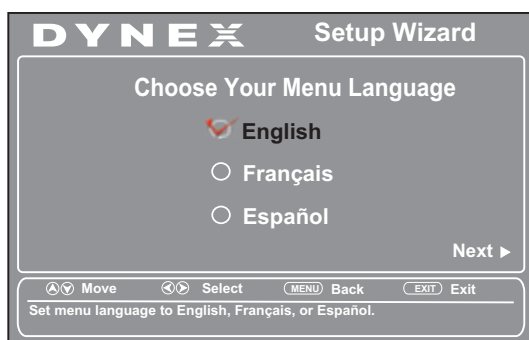 DYNEX Setup Wizard
Choose Your Menu Language
English
Français
Español
Next
Move Select MENU Back EXIT Exit
Set menu language to English, Français, or Español.